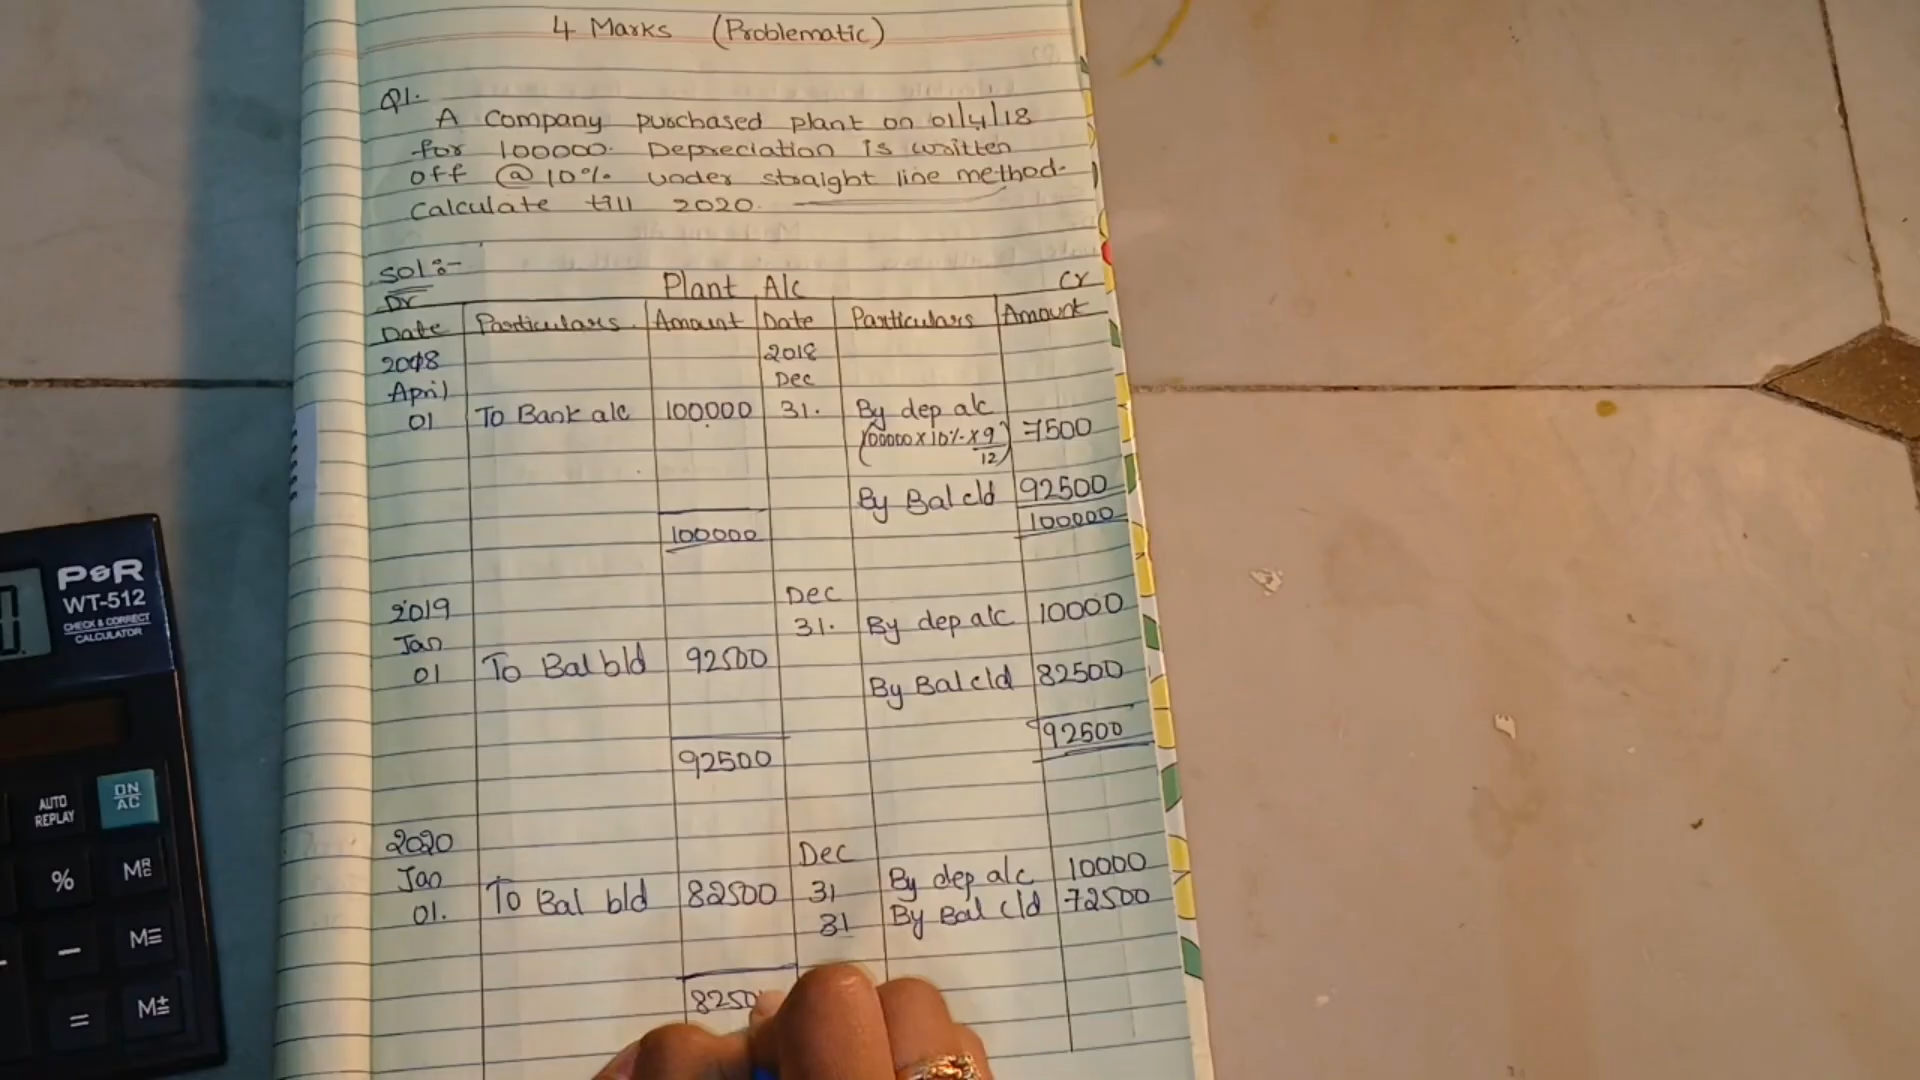 4 Marks (Problematic)
Q1.
A Company purchased plant on 01/4/18
for 100000. Depreciation is written
off @ 10% under straight line method.
Calculate till 2020.
Sol:-
Plant A/c
Dr Cr
Date Particulars. Amount Date Particulars Amount
2018 2018
April Dec
01 To Bank a/c 100000 31. By dep a/c 7500
(100000 x 10% x 9/12)
By Bal c/d 92500
100000 100000
2019 Dec
Jan 31. By dep a/c 10000
01 To Bal b/d 92500
By Bal c/d 82500
92500 92500
2020 Dec
Jan 31 By dep a/c 10000
01. To Bal b/d 82500 31 By Bal c/d 72500
8250
P&R
WT-512
CHECK & CORRECT
CALCULATOR
AUTO REPLAY
ON AC
% MR
- M=
= M±